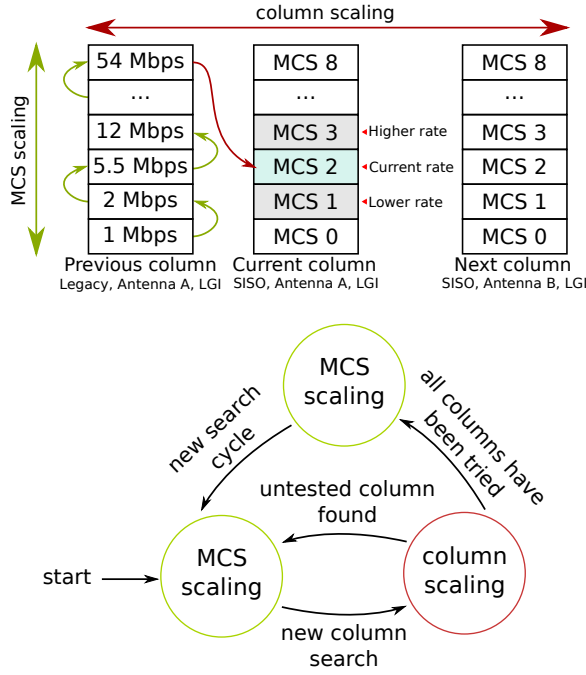 column scaling
MCS scaling
54 Mbps
...
12 Mbps
5.5 Mbps
2 Mbps
1 Mbps
Previous column
Legacy, Antenna A, LGI
MCS 8
...
MCS 3
MCS 2
MCS 1
MCS 0
Higher rate
Current rate
Lower rate
Current column
SISO, Antenna A, LGI
MCS 8
...
MCS 3
MCS 2
MCS 1
MCS 0
Next column
SISO, Antenna B, LGI
MCS
scaling
new search
cycle
all columns have
been tried
untested column
found
start
MCS
scaling
column
scaling
new column
search